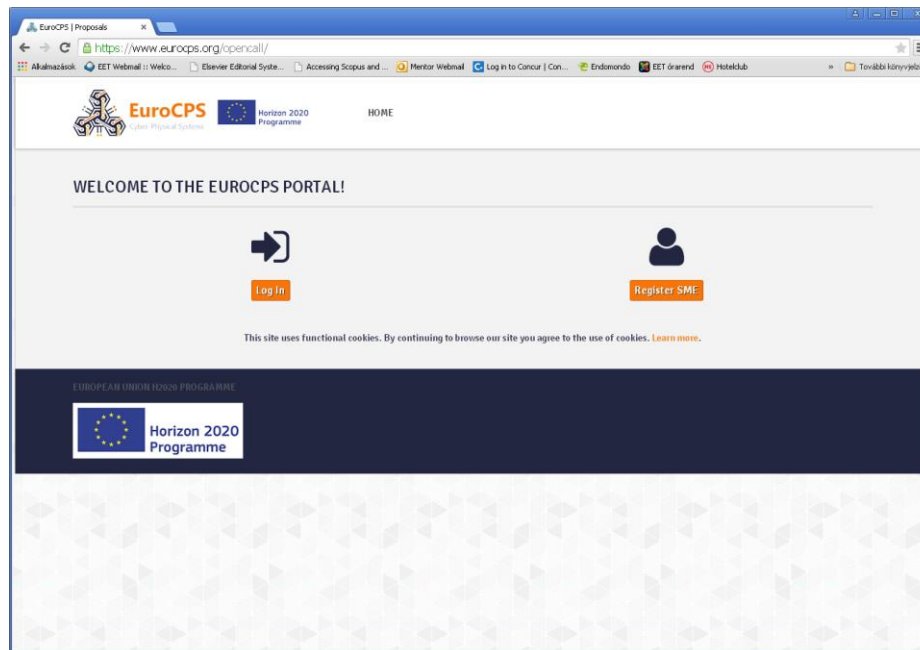 EuroCPS | Proposals
https://www.eurocps.org/opencall/
Alkalmazások EET Webmail :: Welco... Elsevier Editorial Syste... Accessing Scopus and ... Mentor Webmail Log in to Concur | Con... Endomondo EET órarend Hotelclub » További könyvjelz
EuroCPS
Cyber Physical Systems
Horizon 2020
Programme
HOME
WELCOME TO THE EUROCPS PORTAL!
Log in
Register SME
This site uses functional cookies. By continuing to browse our site you agree to the use of cookies. Learn more.
EUROPEAN UNION H2020 PROGRAMME
Horizon 2020
Programme